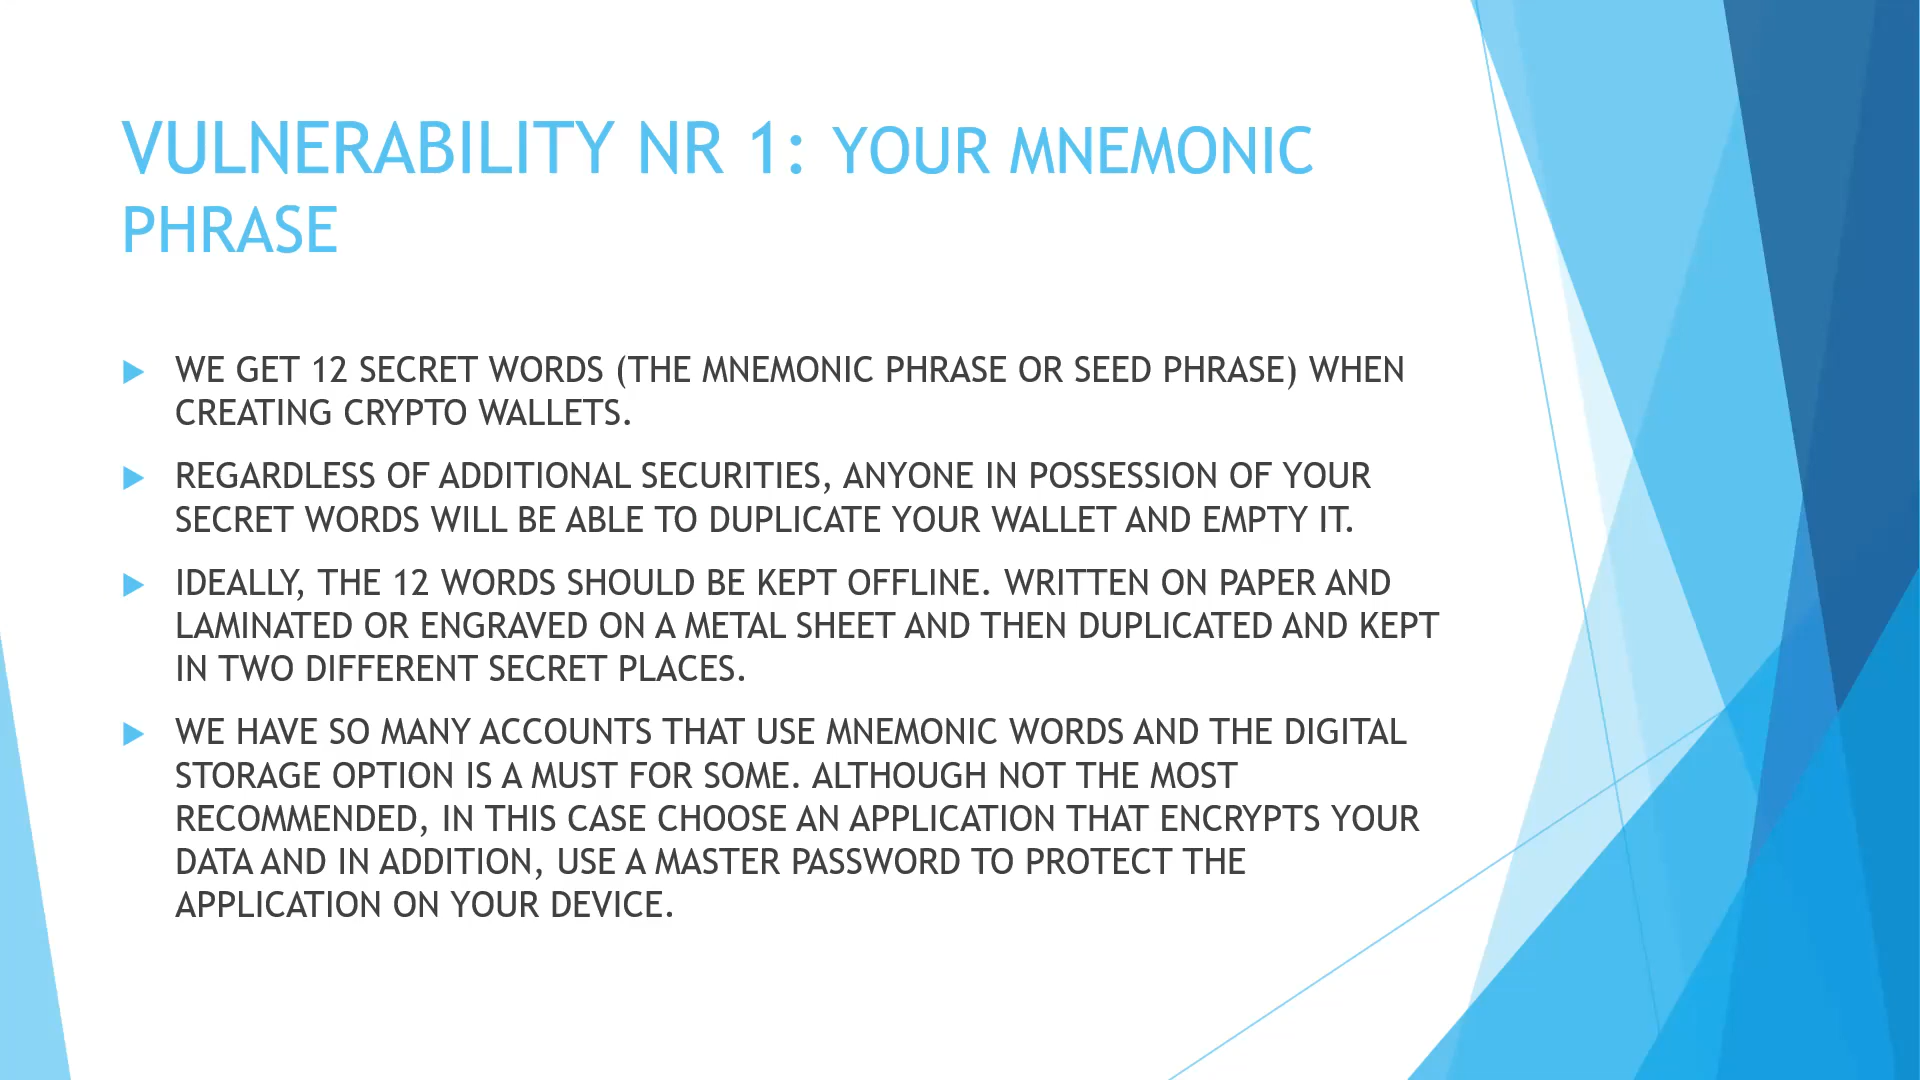 VULNERABILITY NR 1: YOUR MNEMONIC
PHRASE
WE GET 12 SECRET WORDS (THE MNEMONIC PHRASE OR SEED PHRASE) WHEN
CREATING CRYPTO WALLETS.
REGARDLESS OF ADDITIONAL SECURITIES, ANYONE IN POSSESSION OF YOUR
SECRET WORDS WILL BE ABLE TO DUPLICATE YOUR WALLET AND EMPTY IT.
IDEALLY, THE 12 WORDS SHOULD BE KEPT OFFLINE. WRITTEN ON PAPER AND
LAMINATED OR ENGRAVED ON A METAL SHEET AND THEN DUPLICATED AND KEPT
IN TWO DIFFERENT SECRET PLACES.
WE HAVE SO MANY ACCOUNTS THAT USE MNEMONIC WORDS AND THE DIGITAL
STORAGE OPTION IS A MUST FOR SOME. ALTHOUGH NOT THE MOST
RECOMMENDED, IN THIS CASE CHOOSE AN APPLICATION THAT ENCRYPTS YOUR
DATA AND IN ADDITION, USE A MASTER PASSWORD TO PROTECT THE
APPLICATION ON YOUR DEVICE.